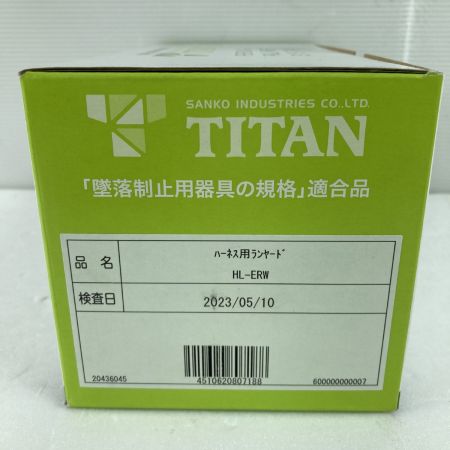 SANKO INDUSTRIES CO.,LTD.
TITAN
「墜落制止用器具の規格」適合品
品名 ﾊｰﾈｽ用ﾗﾝﾔｰﾄﾞ
HL-ERW
検査日 2023/05/10
20436045 4510620807188 600000000007